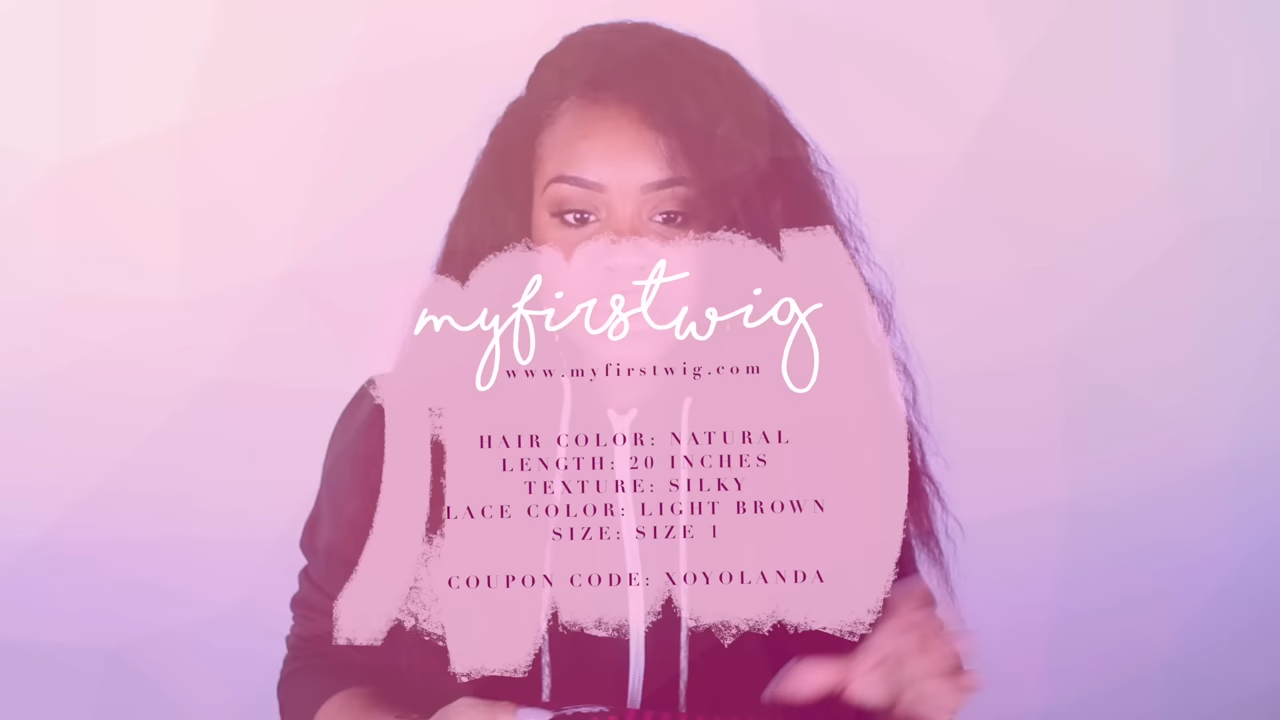 myfirstwig
www.myfirstwig.com
HAIR COLOR: NATURAL
LENGTH: 20 INCHES
TEXTURE: SILKY
LACE COLOR: LIGHT BROWN
SIZE: SIZE 1
COUPON CODE: XOYOLANDA